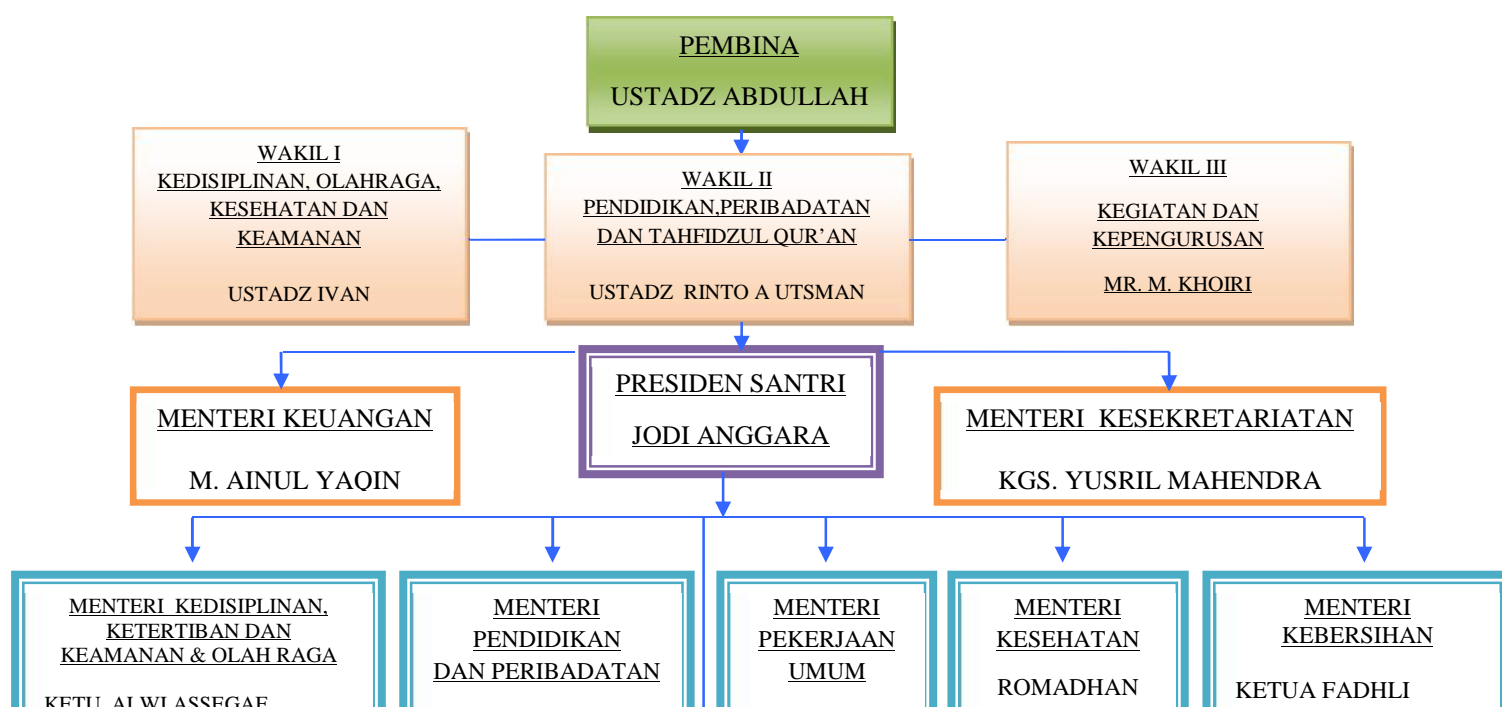 PEMBINA
USTADZ ABDULLAH
WAKIL I
KEDISIPLINAN, OLAHRAGA,
KESEHATAN DAN
KEAMANAN
USTADZ IVAN
WAKIL II
PENDIDIKAN,PERIBADATAN
DAN TAHFIDZUL QUR’AN
USTADZ RINTO A UTSMAN
WAKIL III
KEGIATAN DAN
KEPENGURUSAN
MR. M. KHOIRI
PRESIDEN SANTRI
JODI ANGGARA
MENTERI KEUANGAN
M. AINUL YAQIN
MENTERI KESEKRETARIATAN
KGS. YUSRIL MAHENDRA
MENTERI KEDISIPLINAN,
KETERTIBAN DAN
KEAMANAN & OLAH RAGA
KETU ALWI ASSEGAF
MENTERI
PENDIDIKAN
DAN PERIBADATAN
MENTERI
PEKERJAAN
UMUM
MENTERI
KESEHATAN
ROMADHAN
MENTERI
KEBERSIHAN
KETUA FADHLI